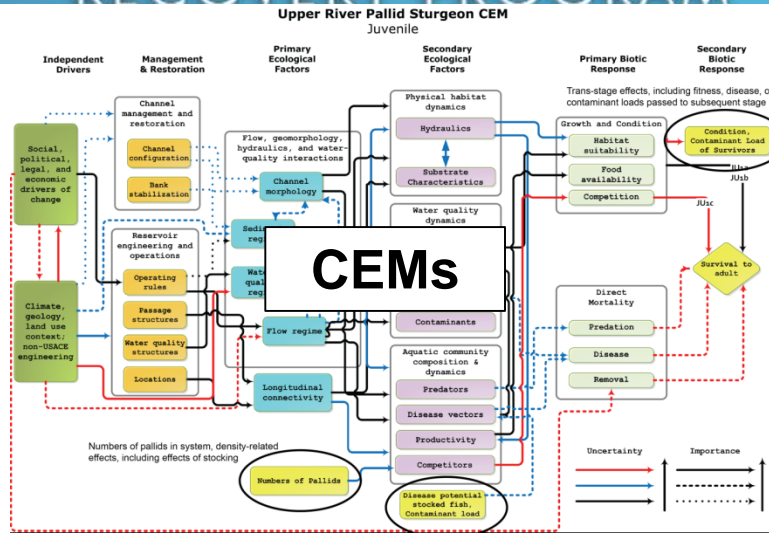 RECOVERY PROGRAM
Upper River Pallid Sturgeon CEM
Juvenile
Independent
Drivers
Management
& Restoration
Primary
Ecological
Factors
Secondary
Ecological
Factors
Primary Biotic
Response
Secondary
Biotic
Response
Trans-stage effects, including fitness, disease,
contaminant loads passed to subsequent stage
Social,
political,
legal, and
economic
drivers of
change
Climate,
geology,
land use
context;
non-USACE
engineering
Channel
management and
restoration
Channel
configuration
Bank
stabilization
Reservoir
engineering and
operations
Operating
rules
Passage
structures
Water quality
structures
Locations
Flow, geomorphology,
hydraulics, and water-
quality interactions
Channel
morphology
Flow regime
Longitudinal
connectivity
CEMs
Physical habitat
dynamics
Hydraulics
Substrate
Characteristics
Water quality
dynamics
Contaminants
Aquatic community
composition &
dynamics
Predators
Disease vectors
Productivity
Competitors
Growth and Condition
Habitat
suitability
Food
availability
Competition
Condition,
Contaminant Load
of Survivors
JU1b
JU1c
Survival to
adult
Direct
Mortality
Predation
Disease
Removal
Numbers of pallids in system, density-related
effects, including effects of stocking
Numbers of Pallids
Disease potential
stocked fish,
Contaminant load
Uncertainty
Importance